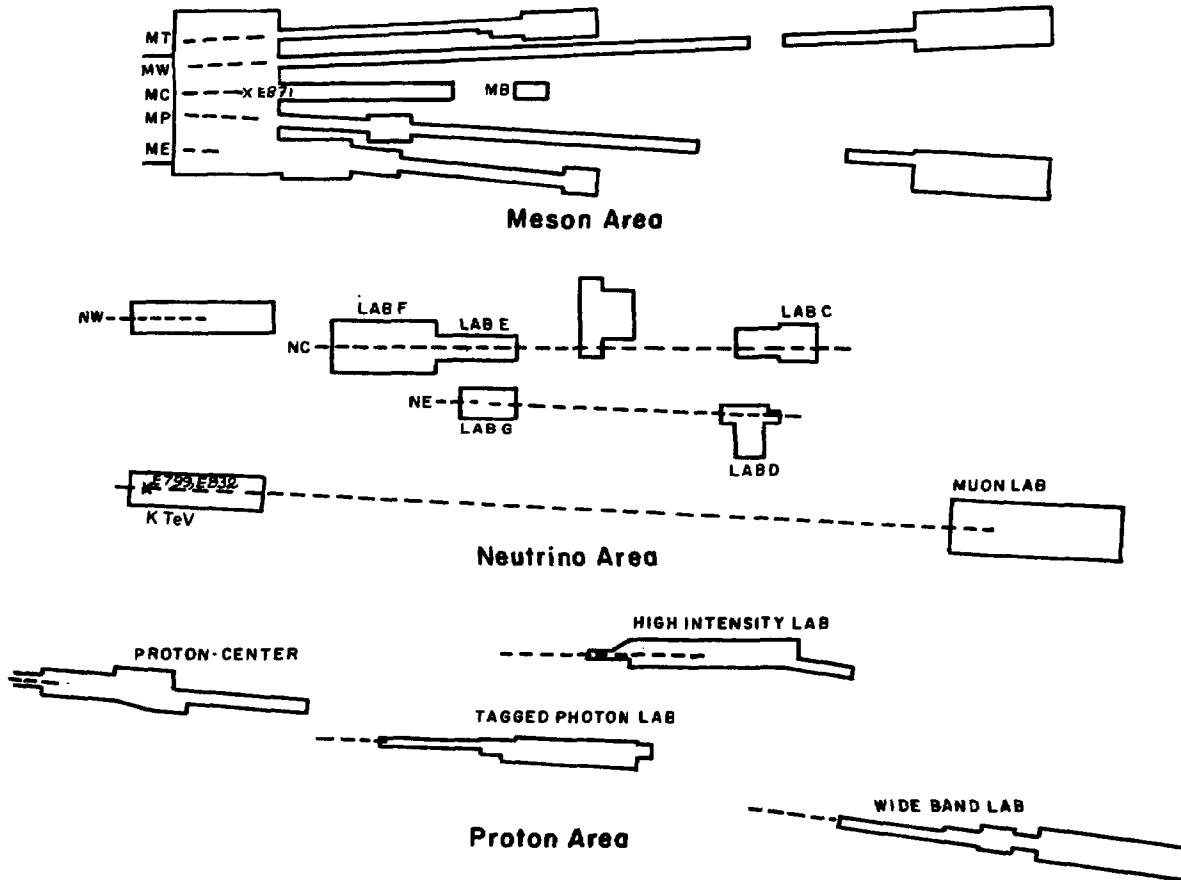 MT
MW
MC
×E871
MB
MP
ME
Meson Area
NW
LAB F
LAB E
LAB C
NC
NE
LAB G
LAB D
E799, E832
K TeV
MUON LAB
Neutrino Area
HIGH INTENSITY LAB
PROTON-CENTER
TAGGED PHOTON LAB
WIDE BAND LAB
Proton Area